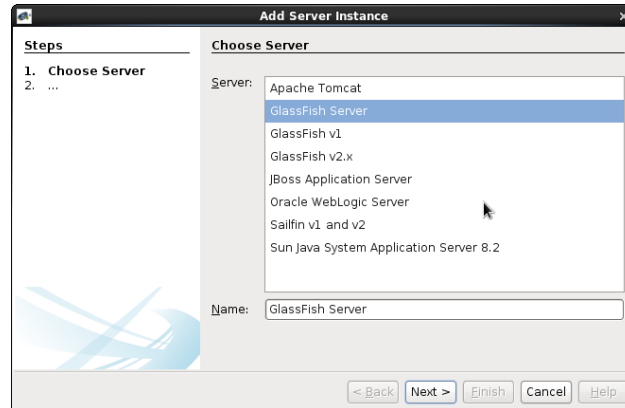 Add Server Instance
Steps
1. Choose Server
2. ...
Choose Server
Server:
Apache Tomcat
GlassFish Server
GlassFish v1
GlassFish v2.x
JBoss Application Server
Oracle WebLogic Server
Sailfin v1 and v2
Sun Java System Application Server 8.2
Name: GlassFish Server
< Back Next > Finish Cancel Help